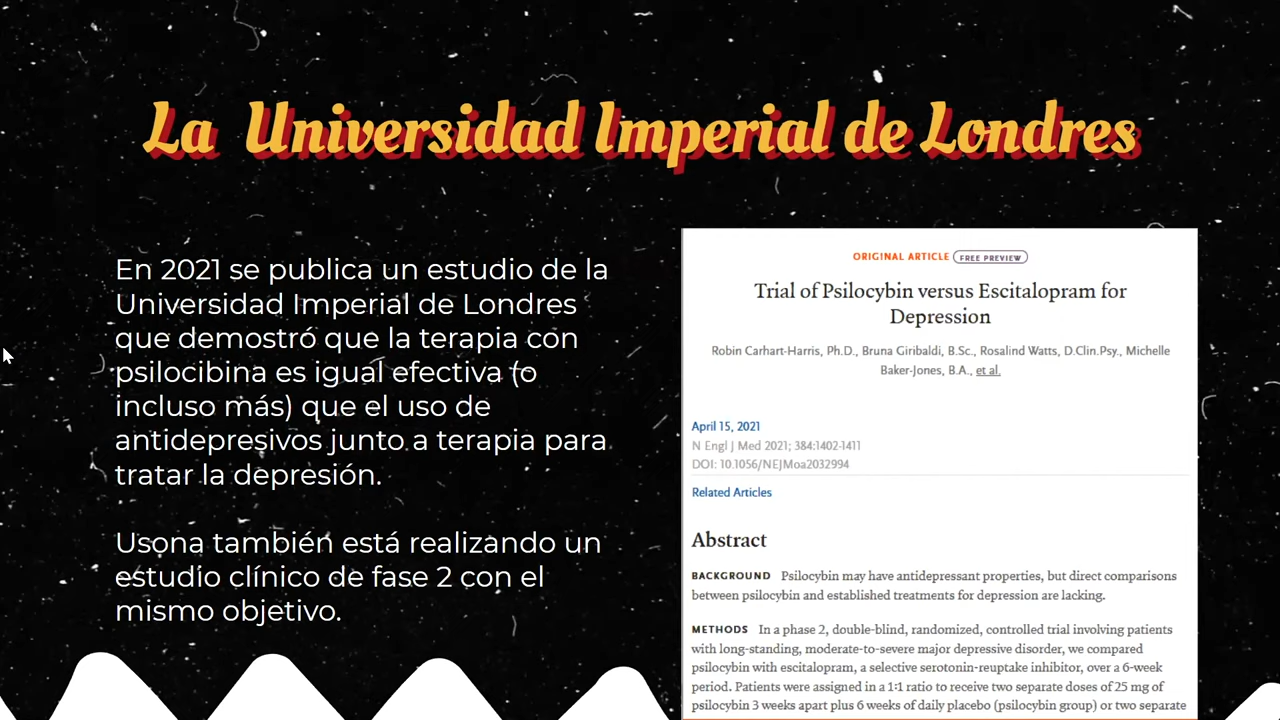 La Universidad Imperial de Londres
En 2021 se publica un estudio de la
Universidad Imperial de Londres
que demostró que la terapia con
psilocibina es igual efectiva (o
incluso más) que el uso de
antidepresivos junto a terapia para
tratar la depresión.
Usona también está realizando un
estudio clínico de fase 2 con el
mismo objetivo.
ORIGINAL ARTICLE FREE PREVIEW
Trial of Psilocybin versus Escitalopram for
Depression
Robin Carhart-Harris, Ph.D., Bruna Giribaldi, B.Sc., Rosalind Watts, D.Clin.Psy., Michelle
Baker-Jones, B.A., et al.
April 15, 2021
N Engl J Med 2021; 384:1402-1411
DOI: 10.1056/NEJMoa2032994
Related Articles
Abstract
BACKGROUND Psilocybin may have antidepressant properties, but direct comparisons
between psilocybin and established treatments for depression are lacking.
METHODS In a phase 2, double-blind, randomized, controlled trial involving patients
with long-standing, moderate-to-severe major depressive disorder, we compared
psilocybin with escitalopram, a selective serotonin-reuptake inhibitor, over a 6-week
period. Patients were assigned in a 1:1 ratio to receive two separate doses of 25 mg of
psilocybin 3 weeks apart plus 6 weeks of daily placebo (psilocybin group) or two separate